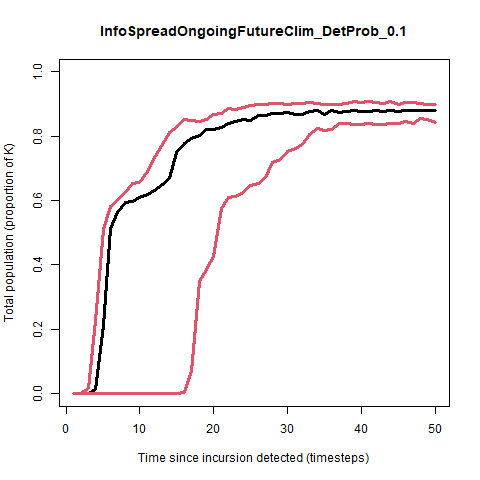 InfoSpreadOngoingFutureClim_DetProb_0.1
Total population (proportion of K)
1.0
0.8
0.6
0.4
0.2
0.0
0 10 20 30 40 50
Time since incursion detected (timesteps)